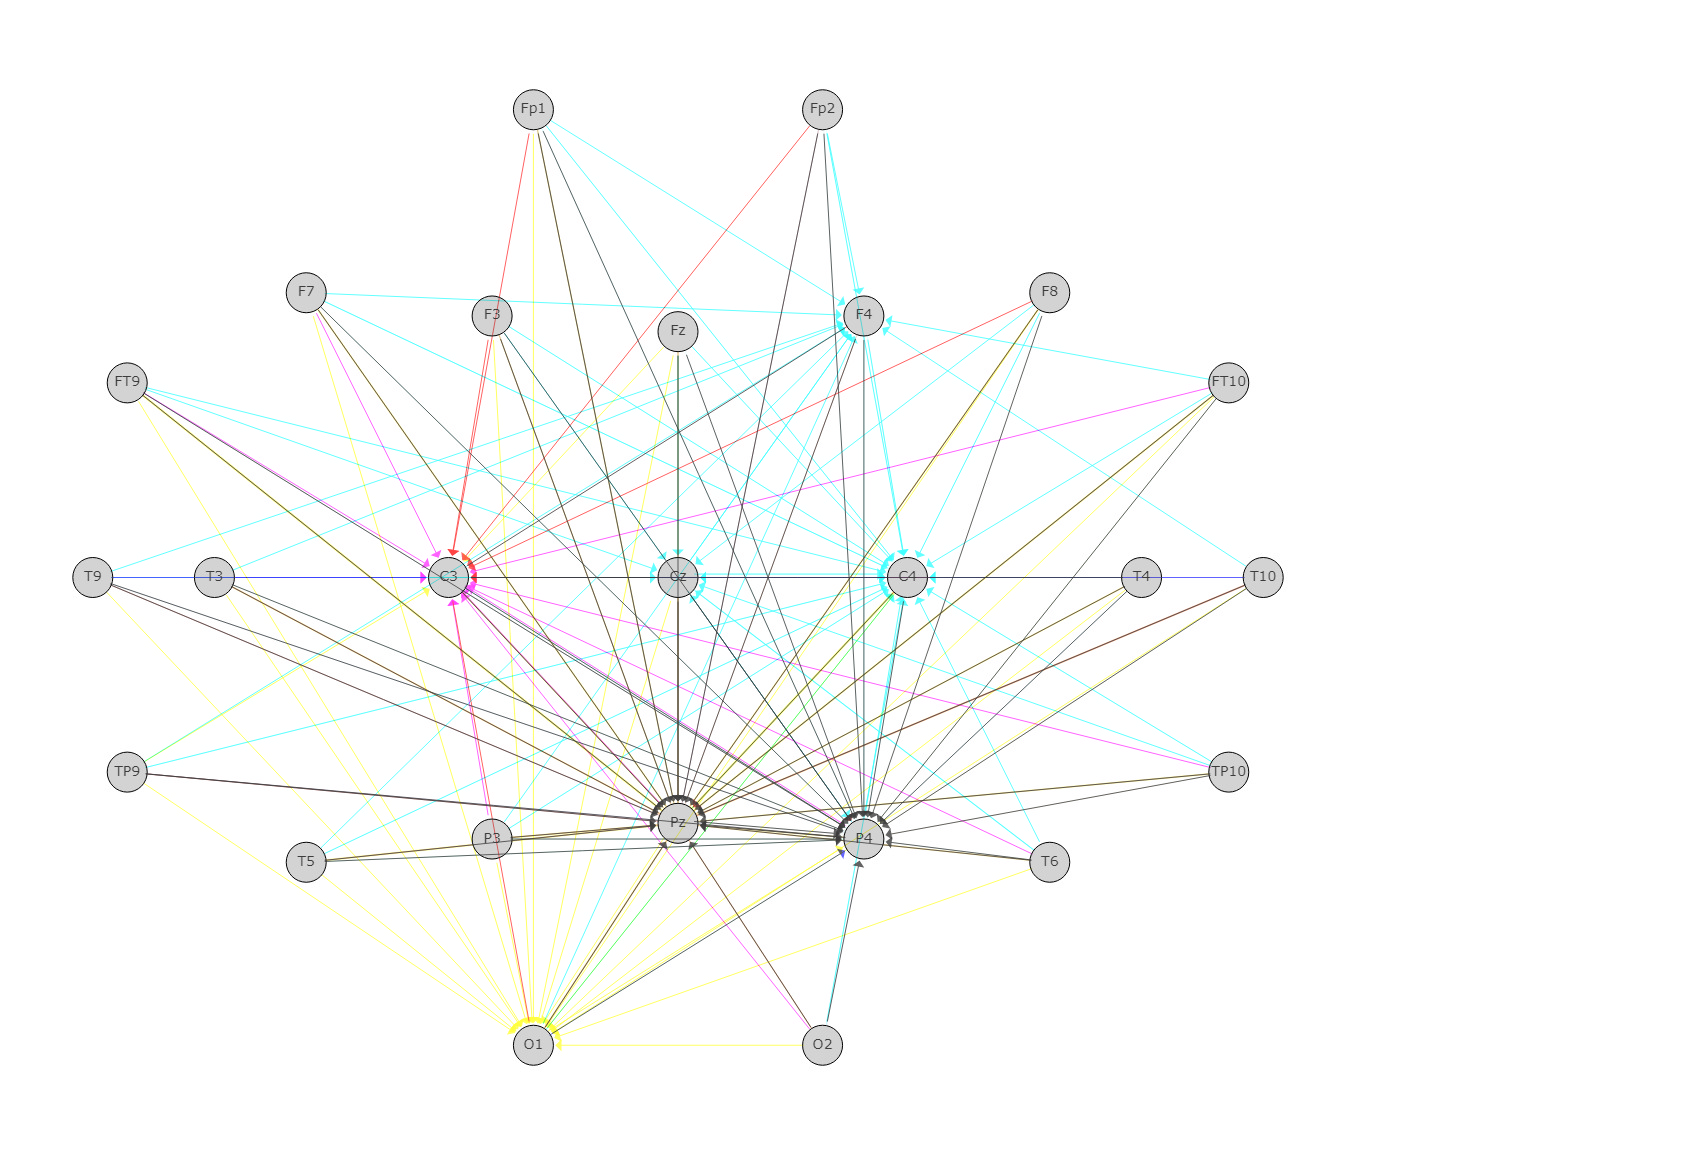 Fp1 Fp2
F7 F3 Fz F4 F8
FT9 FT10
T9 T3 C3 Cz C4 T4 T10
TP9 TP10
T5 P3 Pz P4 T6
O1 O2